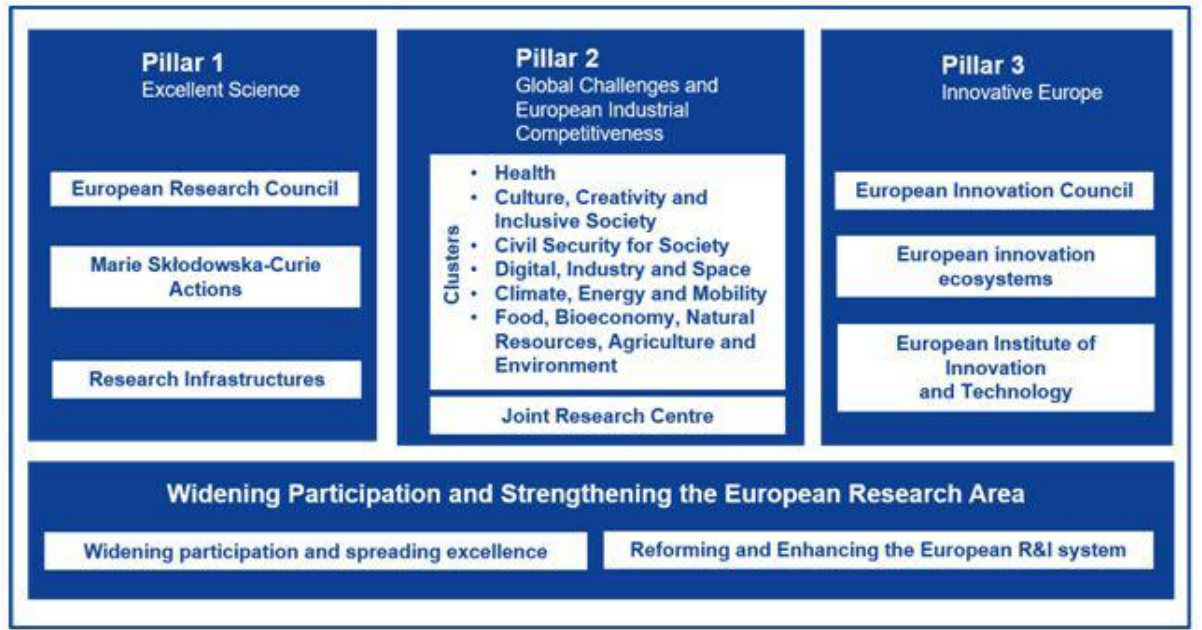 Pillar 1
Excellent Science
European Research Council
Marie Skłodowska-Curie
Actions
Research Infrastructures
Pillar 2
Global Challenges and
European Industrial
Competitiveness
Clusters
• Health
• Culture, Creativity and
Inclusive Society
• Civil Security for Society
• Digital, Industry and Space
• Climate, Energy and Mobility
• Food, Bioeconomy, Natural
Resources, Agriculture and
Environment
Joint Research Centre
Pillar 3
Innovative Europe
European Innovation Council
European innovation
ecosystems
European Institute of
Innovation
and Technology
Widening Participation and Strengthening the European Research Area
Widening participation and spreading excellence
Reforming and Enhancing the European R&I system